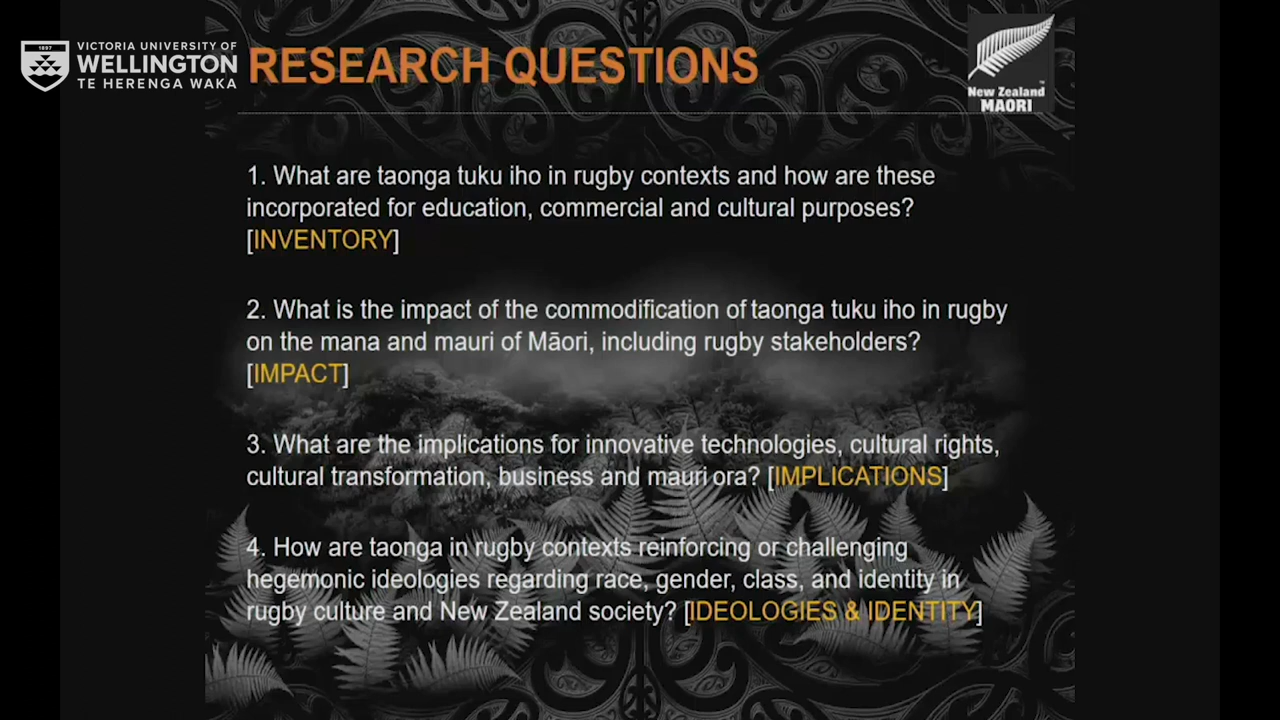 1897
VICTORIA UNIVERSITY OF
WELLINGTON
TE HERENGA WAKA
RESEARCH QUESTIONS
New Zealand
MAORI
1. What are taonga tuku iho in rugby contexts and how are these
incorporated for education, commercial and cultural purposes?
[INVENTORY]
2. What is the impact of the commodification of taonga tuku iho in rugby
on the mana and mauri of Māori, including rugby stakeholders?
[IMPACT]
3. What are the implications for innovative technologies, cultural rights,
cultural transformation, business and mauri ora? [IMPLICATIONS]
4. How are taonga in rugby contexts reinforcing or challenging
hegemonic ideologies regarding race, gender, class, and identity in
rugby culture and New Zealand society? [IDEOLOGIES & IDENTITY]